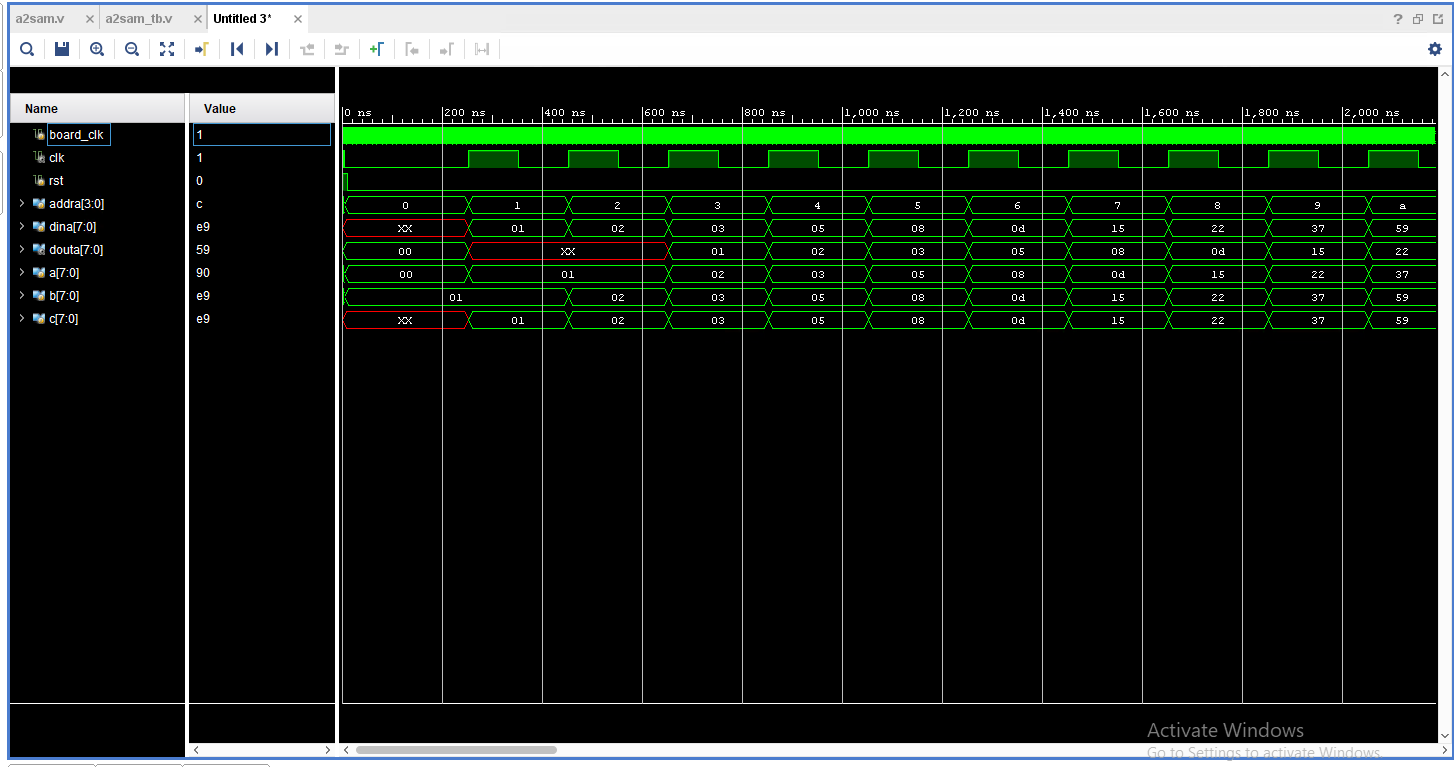 a2sam.v × a2sam_tb.v × Untitled 3* × ?
Name Value
0 ns 200 ns 400 ns 600 ns 800 ns 1,000 ns 1,200 ns 1,400 ns 1,600 ns 1,800 ns 2,000 ns
board_clk 1
clk 1
rst 0
addra[3:0] c 0 1 2 3 4 5 6 7 8 9 a
dina[7:0] e9 XX 01 02 03 05 08 0d 15 22 37 59
douta[7:0] 59 00 XX 01 02 03 05 08 0d 15 22
a[7:0] 90 00 01 02 03 05 08 0d 15 22 37
b[7:0] e9 01 02 03 05 08 0d 15 22 37 59
c[7:0] e9 XX 01 02 03 05 08 0d 15 22 37 59
Activate Windows
Go to Settings to activate Windows.